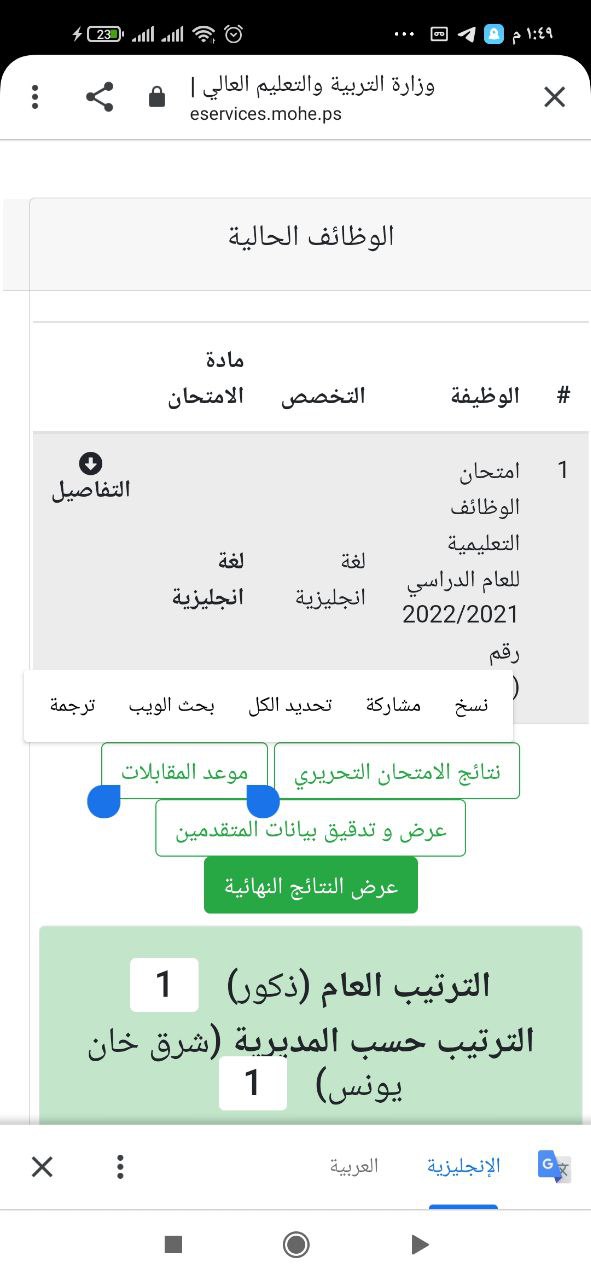 23
١:٤٩ م
وزارة التربية والتعليم العالي |
eservices.mohe.ps
الوظائف الحالية
# الوظيفة التخصص مادة الامتحان
1
امتحان
الوظائف
التعليمية
للعام الدراسي
2022/2021
رقم
)
لغة
انجليزية
لغة
انجليزية
التفاصيل
نسخ مشاركة تحديد الكل بحث الويب ترجمة
نتائج الامتحان التحريري موعد المقابلات
عرض و تدقيق بيانات المتقدمين
عرض النتائج النهائية
الترتيب العام (ذكور) 1
الترتيب حسب المديرية (شرق خان
يونس) 1
الإنجليزية العربية